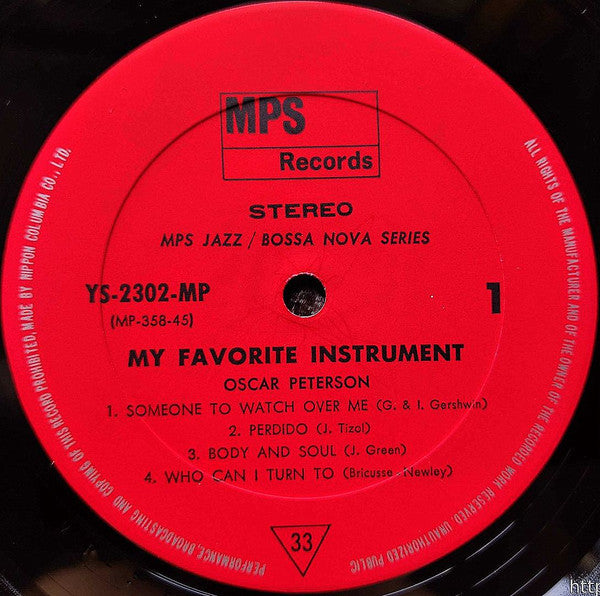 MPS
Records
STEREO
MPS JAZZ / BOSSA NOVA SERIES
YS-2302-MP
(MP-358-45)
1
MY FAVORITE INSTRUMENT
OSCAR PETERSON
1. SOMEONE TO WATCH OVER ME (G. & I. Gershwin)
2. PERDIDO (J. Tizol)
3. BODY AND SOUL (J. Green)
4. WHO CAN I TURN TO (Bricusse - Newley)
33
ALL RIGHTS OF THE MANUFACTURER AND OF THE OWNER OF THE RECORDED WORK RESERVED. UNAUTHORIZED PUBLIC
PERFORMANCE, BROADCASTING AND COPYING OF THIS RECORD PROHIBITED, MADE BY NIPPON COLUMBIA CO., LTD.
http